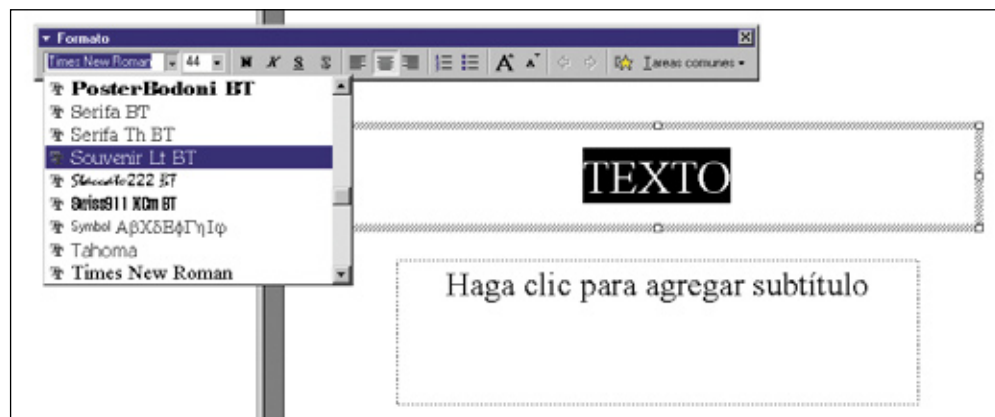 Formato
Times New Roman 44 N K S S A A Tareas comunes
PosterBodoni BT
Serifa BT
Serifa Th BT
Souvenir Lt BT
Staccato222 BT
Swiss911 XCm BT
Symbol ΑβΧδΕφΓηΙφ
Tahoma
Times New Roman
TEXTO
Haga clic para agregar subtítulo